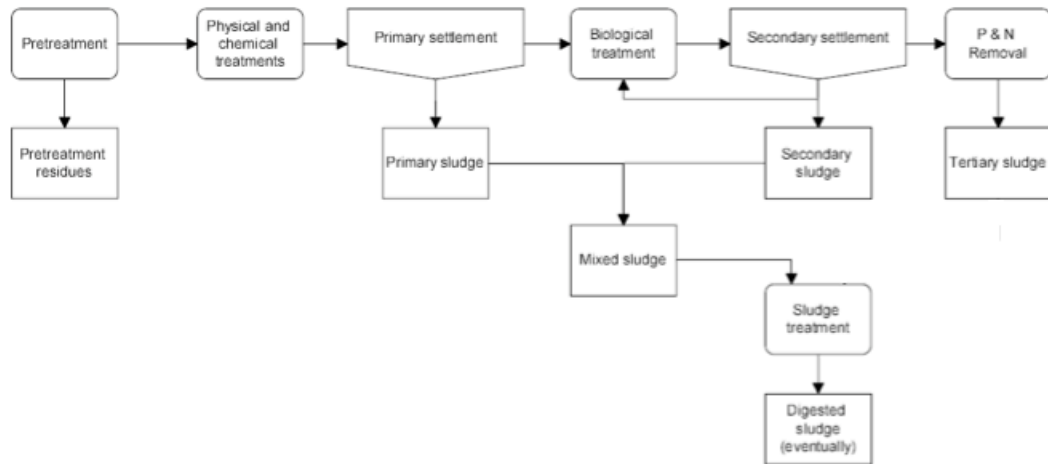 Pretreatment
Physical and
chemical
treatments
Primary settlement
Biological
treatment
Secondary settlement
P & N
Removal
Pretreatment
residues
Primary sludge
Secondary
sludge
Tertiary sludge
Mixed sludge
Sludge
treatment
Digested
sludge
(eventually)